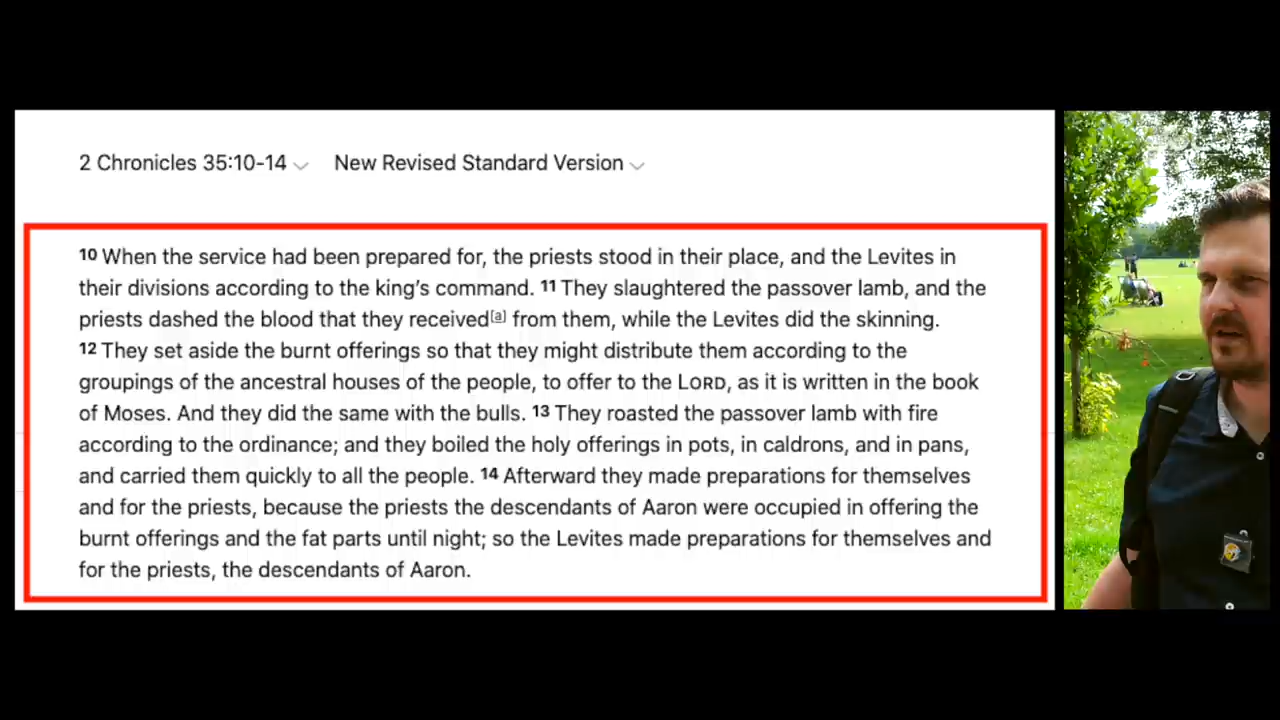 2 Chronicles 35:10-14 New Revised Standard Version
10 When the service had been prepared for, the priests stood in their place, and the Levites in
their divisions according to the king's command. 11 They slaughtered the passover lamb, and the
priests dashed the blood that they received[a] from them, while the Levites did the skinning.
12 They set aside the burnt offerings so that they might distribute them according to the
groupings of the ancestral houses of the people, to offer to the LORD, as it is written in the book
of Moses. And they did the same with the bulls. 13 They roasted the passover lamb with fire
according to the ordinance; and they boiled the holy offerings in pots, in caldrons, and in pans,
and carried them quickly to all the people. 14 Afterward they made preparations for themselves
and for the priests, because the priests the descendants of Aaron were occupied in offering the
burnt offerings and the fat parts until night; so the Levites made preparations for themselves and
for the priests, the descendants of Aaron.